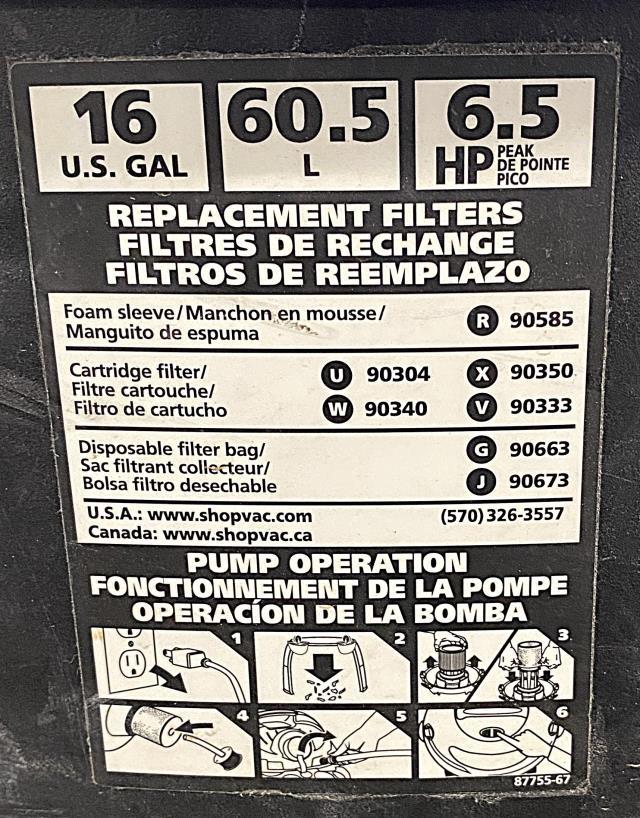 16
U.S. GAL
60.5
L
6.5
HP PEAK
DE POINTE
PICO
REPLACEMENT FILTERS
FILTRES DE RECHANGE
FILTROS DE REEMPLAZO
Foam sleeve/Manchon en mousse/
Manguito de espuma
R 90585
Cartridge filter/
Filtre cartouche/
Filtro de cartucho
U 90304
X 90350
W 90340
V 90333
Disposable filter bag/
Sac filtrant collecteur/
Bolsa filtro desechable
G 90663
J 90673
U.S.A.: www.shopvac.com
(570) 326-3557
Canada: www.shopvac.ca
PUMP OPERATION
FONCTIONNEMENT DE LA POMPE
OPERACÍON DE LA BOMBA
1
2
3
4
5
6
87755-67